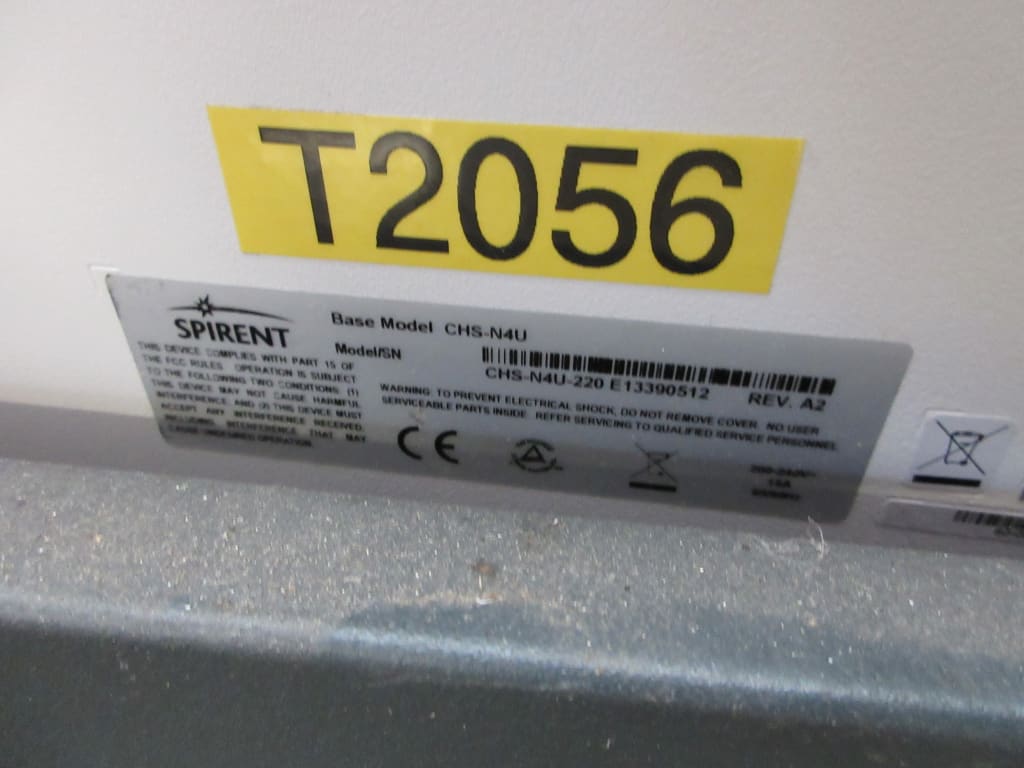 T2056
SPIRENT
Base Model CHS-N4U
Model/SN
CHS-N4U-220 E13390512
REV. A2
THIS DEVICE COMPLIES WITH PART 15 OF
THE FCC RULES OPERATION IS SUBJECT
TO THE FOLLOWING TWO CONDITIONS: (1)
THIS DEVICE MAY NOT CAUSE HARMFUL
INTERFERENCE, AND (2) THIS DEVICE MUST
ACCEPT ANY INTERFERENCE RECEIVED,
INCLUDING INTERFERENCE THAT MAY
CAUSE UNDESIRED OPERATION
WARNING: TO PREVENT ELECTRICAL SHOCK, DO NOT REMOVE COVER. NO USER
SERVICEABLE PARTS INSIDE. REFER SERVICING TO QUALIFIED SERVICE PERSONNEL
CE